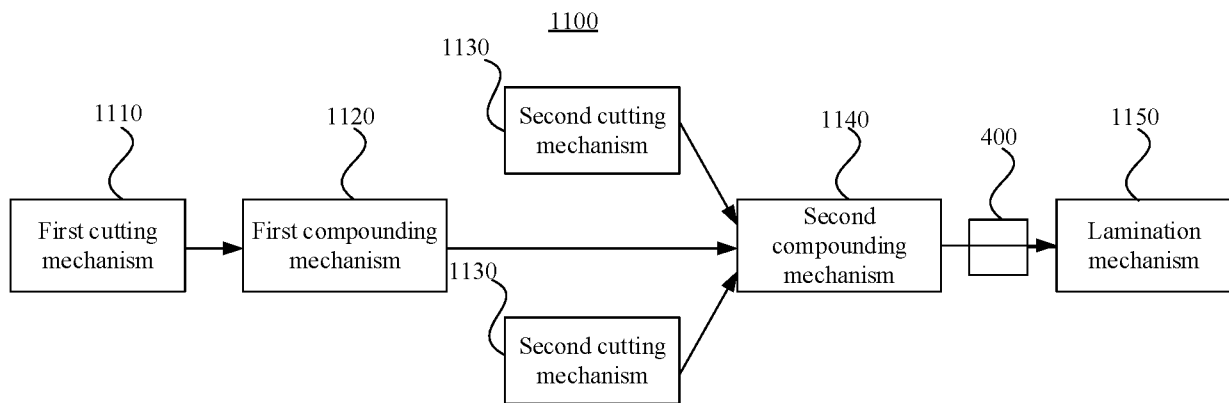 1100
1130
Second cutting
mechanism
1110
1120
1140
400
1150
First cutting
mechanism
First compounding
mechanism
Second
compounding
mechanism
Lamination
mechanism
1130
Second cutting
mechanism